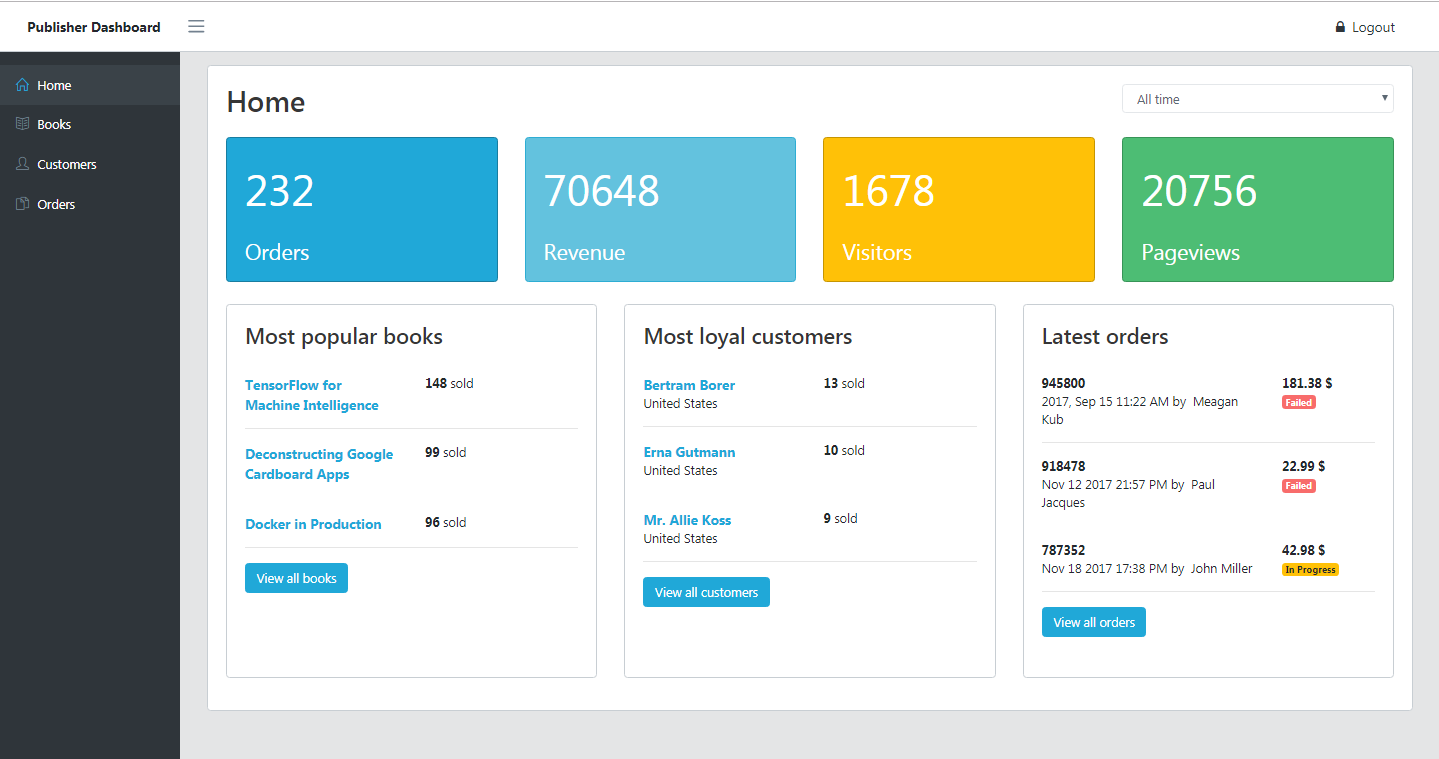 Publisher Dashboard
Logout
Home
Books
Customers
Orders
Home
All time
232
Orders
70648
Revenue
1678
Visitors
20756
Pageviews
Most popular books
TensorFlow for
Machine Intelligence
148 sold
Deconstructing Google
Cardboard Apps
99 sold
Docker in Production
96 sold
View all books
Most loyal customers
Bertram Borer
13 sold
United States
Erna Gutmann
10 sold
United States
Mr. Allie Koss
9 sold
United States
View all customers
Latest orders
945800
181.38 $
2017, Sep 15 11:22 AM by Meagan
Kub
Failed
918478
22.99 $
Nov 12 2017 21:57 PM by Paul
Jacques
Failed
787352
42.98 $
Nov 18 2017 17:38 PM by John Miller
In Progress
View all orders